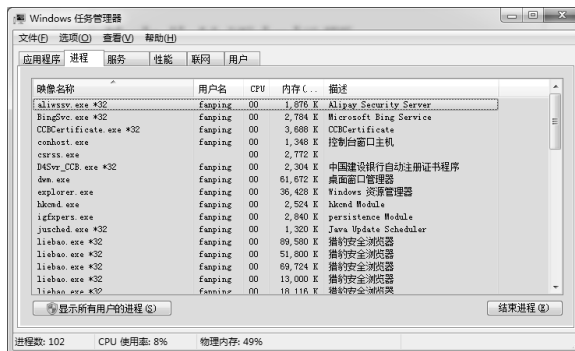 Windows 任务管理器
文件(F) 选项(O) 查看(V) 帮助(H)
应用程序 进程 服务 性能 联网 用户
映像名称 用户名 CPU 内存(... 描述
aliwssv.exe *32 fanping 00 1,876 K Alipay Security Server
BingSvc.exe *32 fanping 00 2,784 K Microsoft Bing Service
CCBCertificate.exe *32 fanping 00 3,688 K CCBCertificate
conhost.exe fanping 00 1,348 K 控制台窗口主机
csrss.exe 00 2,772 K
D4Svr_CCB.exe *32 fanping 00 2,304 K 中国建设银行自动注册证书程序
dwm.exe fanping 00 61,672 K 桌面窗口管理器
explorer.exe fanping 00 36,428 K Windows 资源管理器
hkcmd.exe fanping 00 2,524 K hkcmd Module
igfxpers.exe fanping 00 2,840 K persistence Module
jusched.exe *32 fanping 00 1,320 K Java Update Scheduler
liebao.exe *32 fanping 00 89,580 K 猎豹安全浏览器
liebao.exe *32 fanping 00 51,800 K 猎豹安全浏览器
liebao.exe *32 fanping 00 69,724 K 猎豹安全浏览器
liebao.exe *32 fanping 00 13,000 K 猎豹安全浏览器
liebao.exe *32 fanping 00 18,116 K 猎豹安全浏览器
显示所有用户的进程(S) 结束进程(E)
进程数: 102 CPU 使用率: 8% 物理内存: 49%